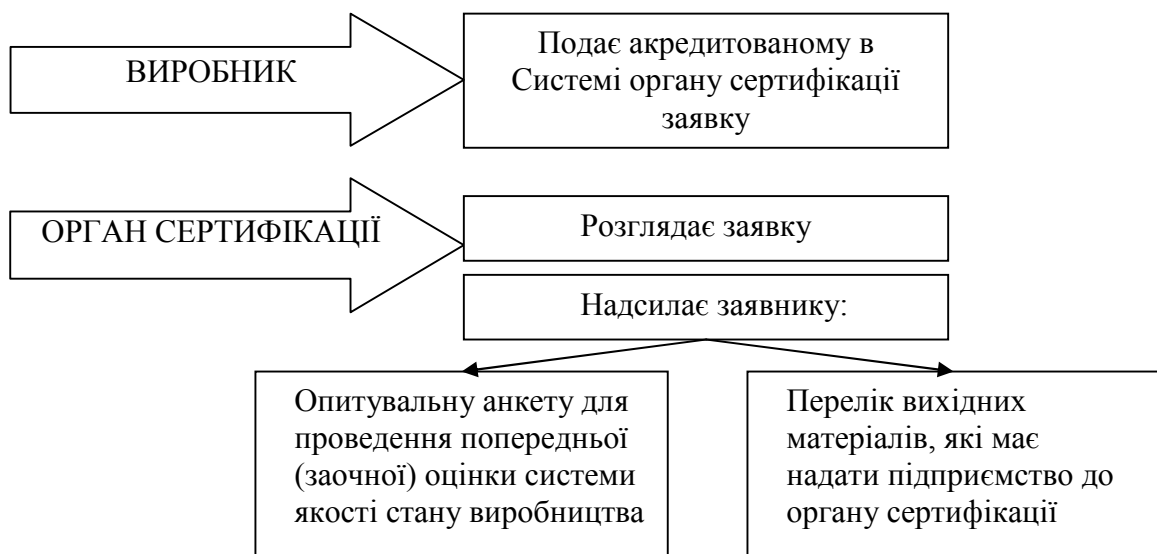 ВИРОБНИК
Подає акредитованому в
Системі органу сертифікації
заявку
ОРГАН СЕРТИФІКАЦІЇ
Розглядає заявку
Надсилає заявнику:
Опитувальну анкету для
проведення попередньої
(заочної) оцінки системи
якості стану виробництва
Перелік вихідних
матеріалів, які має
надати підприємство до
органу сертифікації